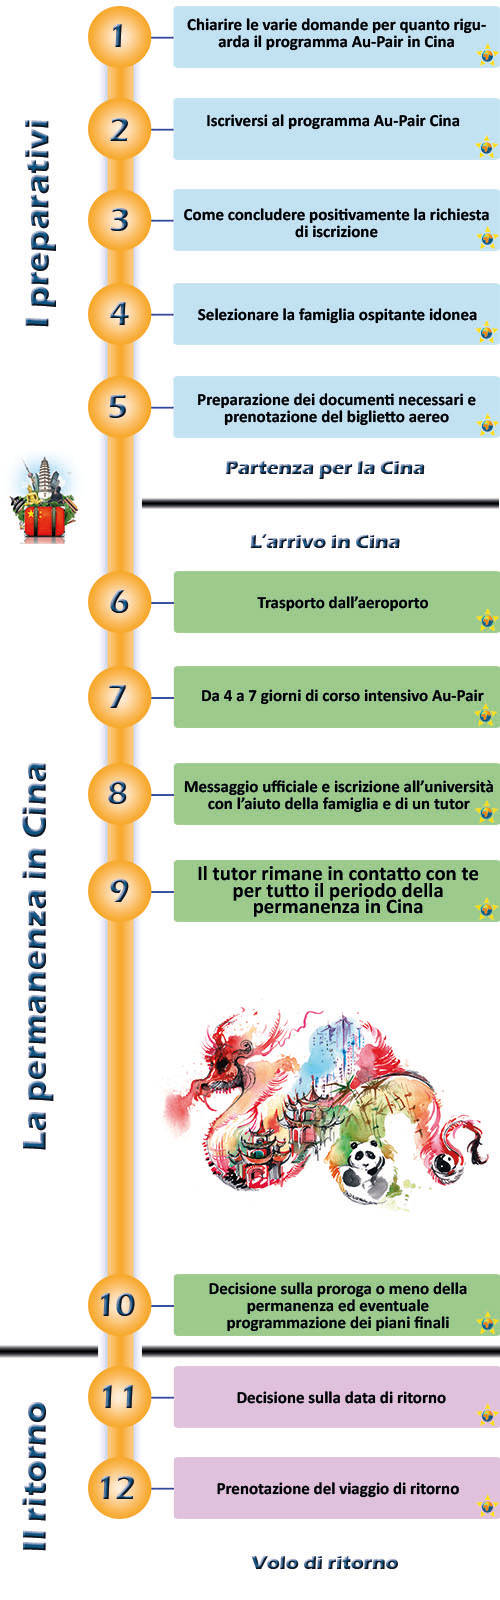 I preparativi
1
Chiarire le varie domande per quanto rigu-
arda il programma Au-Pair in Cina
2
Iscriversi al programma Au-Pair Cina
3
Come concludere positivamente la richiesta
di iscrizione
4
Selezionare la famiglia ospitante idonea
5
Preparazione dei documenti necessari e
prenotazione del biglietto aereo
Partenza per la Cina
L'arrivo in Cina
La permanenza in Cina
6
Trasporto dall'aeroporto
7
Da 4 a 7 giorni di corso intensivo Au-Pair
8
Messaggio ufficiale e iscrizione all'università
con l'aiuto della famiglia e di un tutor
9
Il tutor rimane in contatto con te
per tutto il periodo della
permanenza in Cina
10
Decisione sulla proroga o meno della
permanenza ed eventuale
programmazione dei piani finali
Il ritorno
11
Decisione sulla data di ritorno
12
Prenotazione del viaggio di ritorno
Volo di ritorno